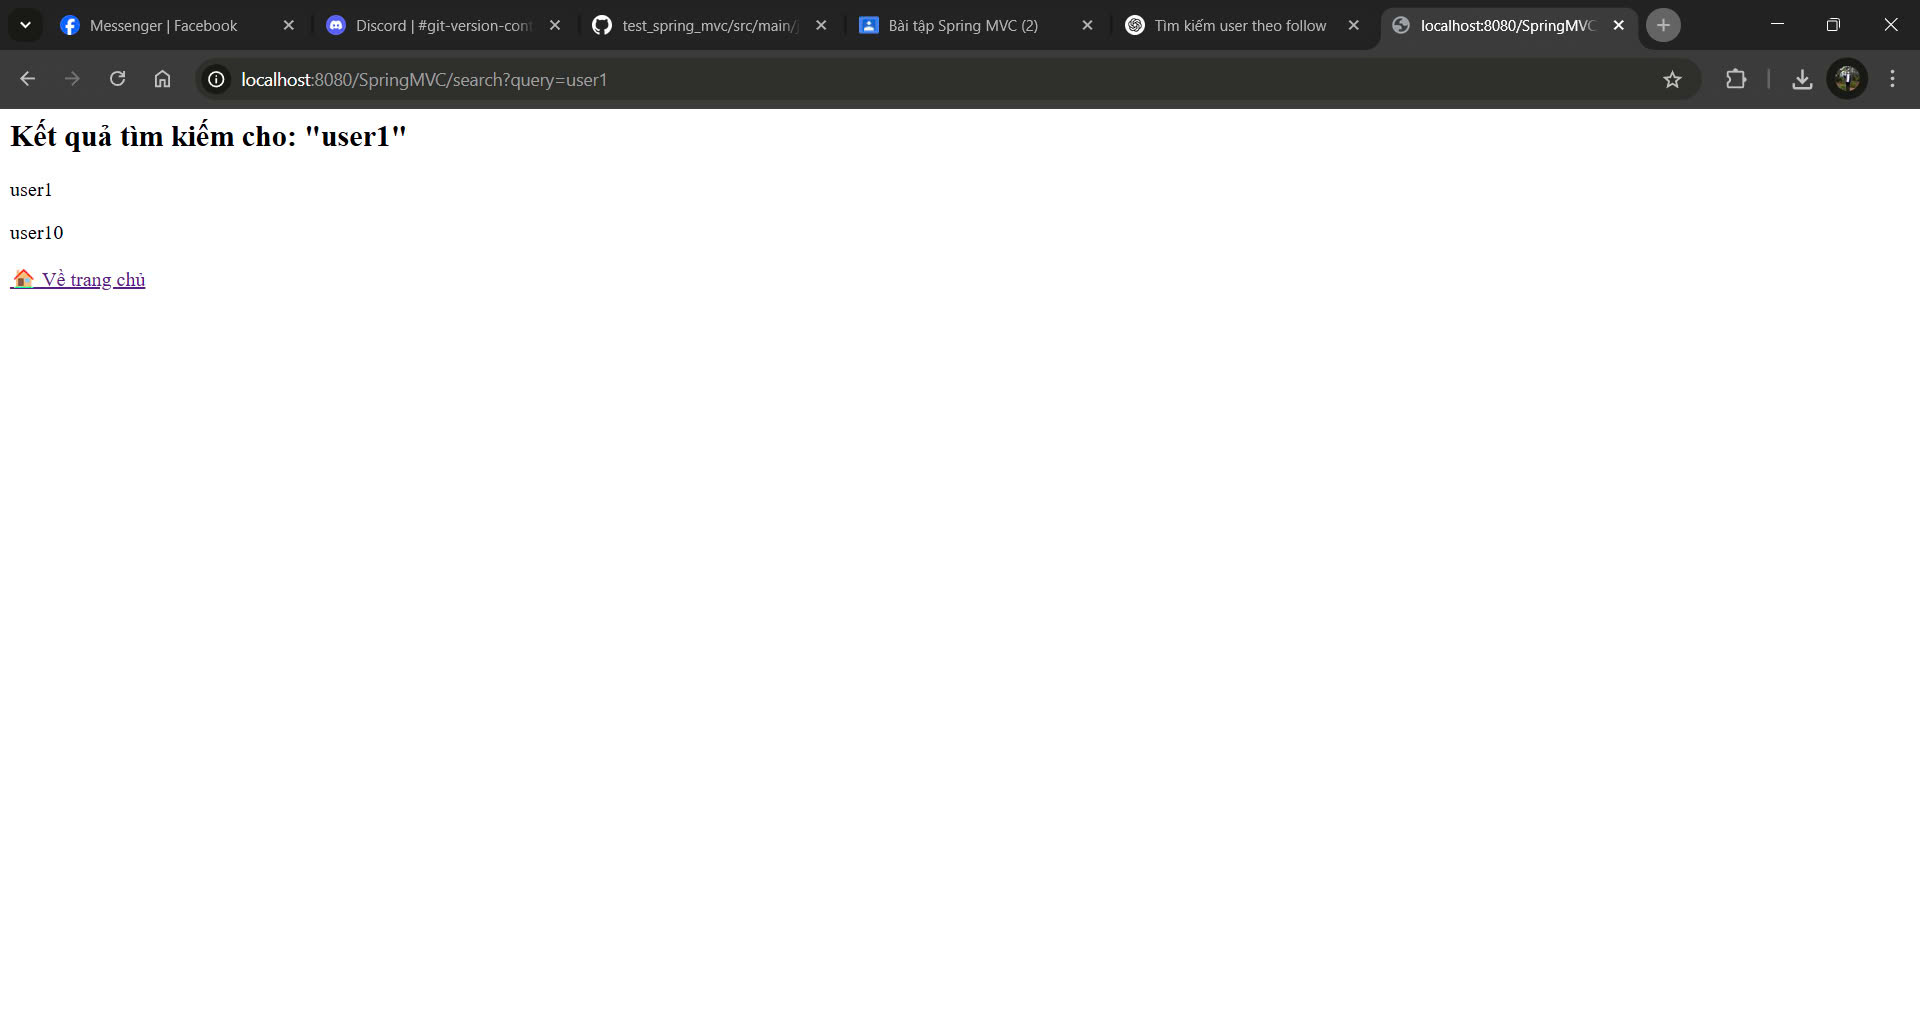 Messenger | Facebook
Discord | #git-version-cont
test_spring_mvc/src/main/j
Bài tập Spring MVC (2)
Tìm kiếm user theo follow
localhost:8080/SpringMVC
localhost:8080/SpringMVC/search?query=user1
Kết quả tìm kiếm cho: "user1"
user1
user10
🏠 Về trang chủ